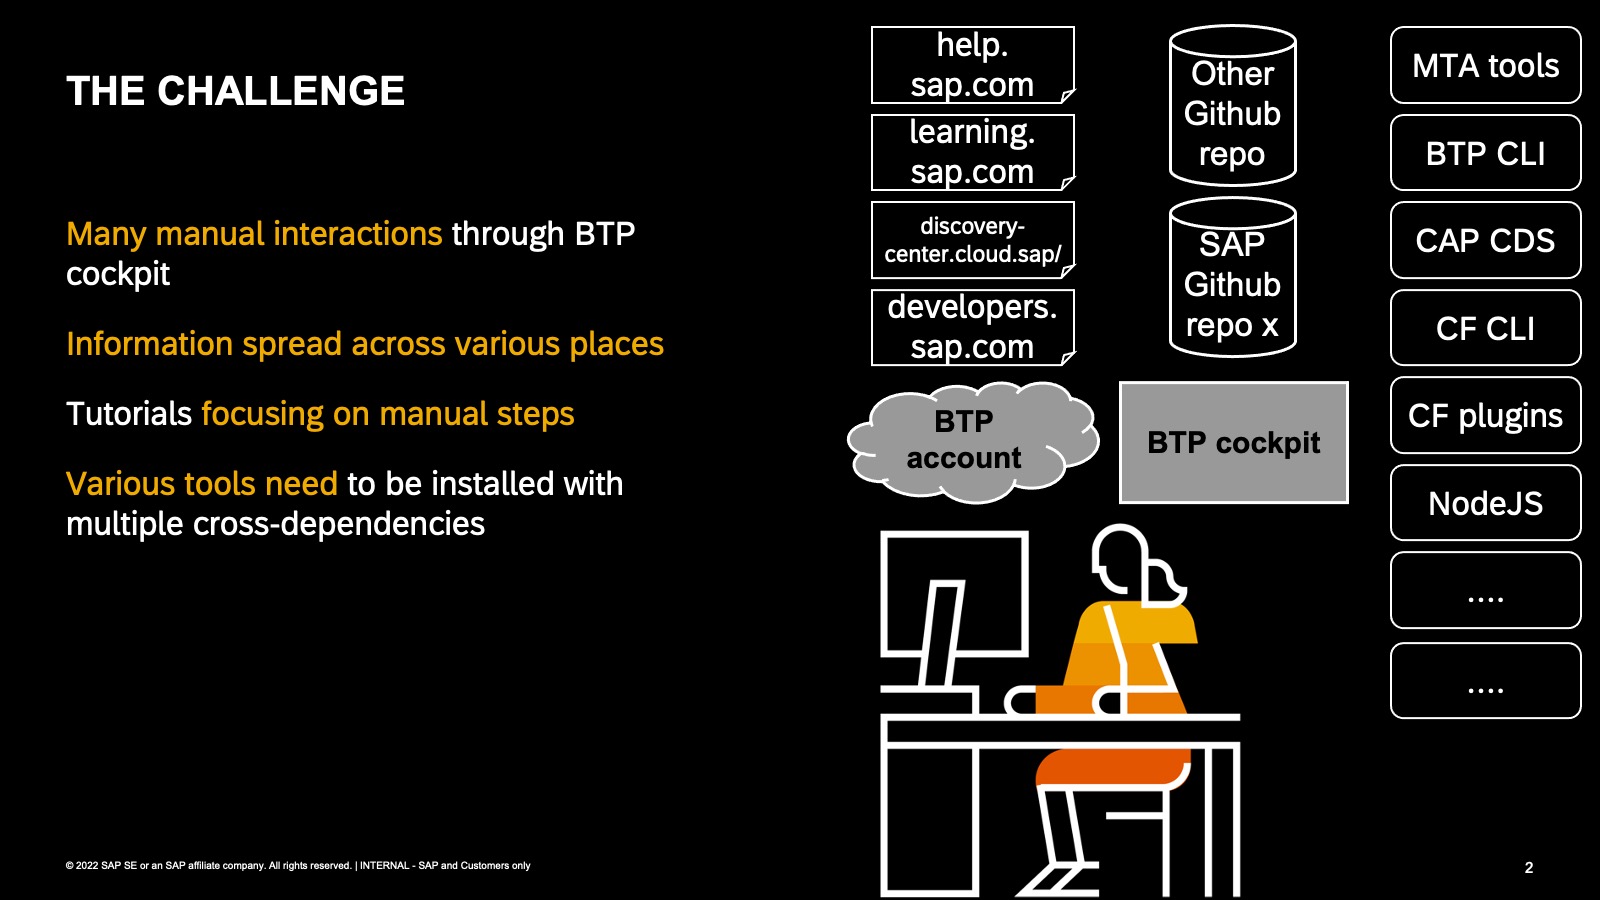 THE CHALLENGE
Many manual interactions through BTP
cockpit
Information spread across various places
Tutorials focusing on manual steps
Various tools need to be installed with
multiple cross-dependencies
help.
sap.com
learning.
sap.com
discovery-
center.cloud.sap/
developers.
sap.com
Other
Github
repo
SAP
Github
repo x
BTP
account
BTP cockpit
MTA tools
BTP CLI
CAP CDS
CF CLI
CF plugins
NodeJS
....
....
© 2022 SAP SE or an SAP affiliate company. All rights reserved. | INTERNAL - SAP and Customers only
2